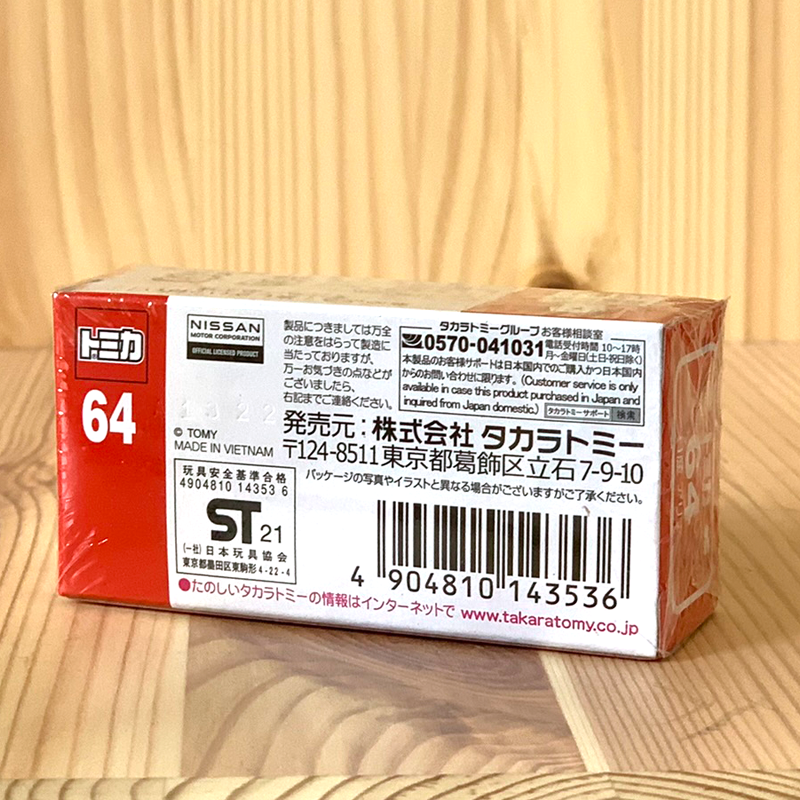 トミカ
64
NISSAN
MOTOR CORPORATION
OFFICIAL LICENSED PRODUCT
© TOMY
MADE IN VIETNAM
玩具安全基準合格
4904810 14353 6
ST 21
(一社)日本玩具協会
東京都墨田区東駒形4-22-4
製品につきましては万全
の注意をはらって製造に
当たっておりますが、
万一お気づきの点などが
ございましたら、
右記までご連絡ください。
タカラトミーグループお客様相談室
0570-041031
電話受付時間 10〜17時
月〜金曜日(土・日・祝日除く)
本製品のお客様サポートは日本国内でのご購入かつ日本国内
からのお問い合わせに限ります。(Customer service is only
available in case this product purchased in Japan and
inquired from Japan domestic.)
タカラトミーサポート 検索
発売元:株式会社 タカラトミー
〒124-8511 東京都葛飾区立石7-9-10
パッケージの写真やイラストと異なる場合がございますがご了承ください。
4 904810 143536
●たのしいタカラトミーの情報はインターネットで www.takaratomy.co.jp
64